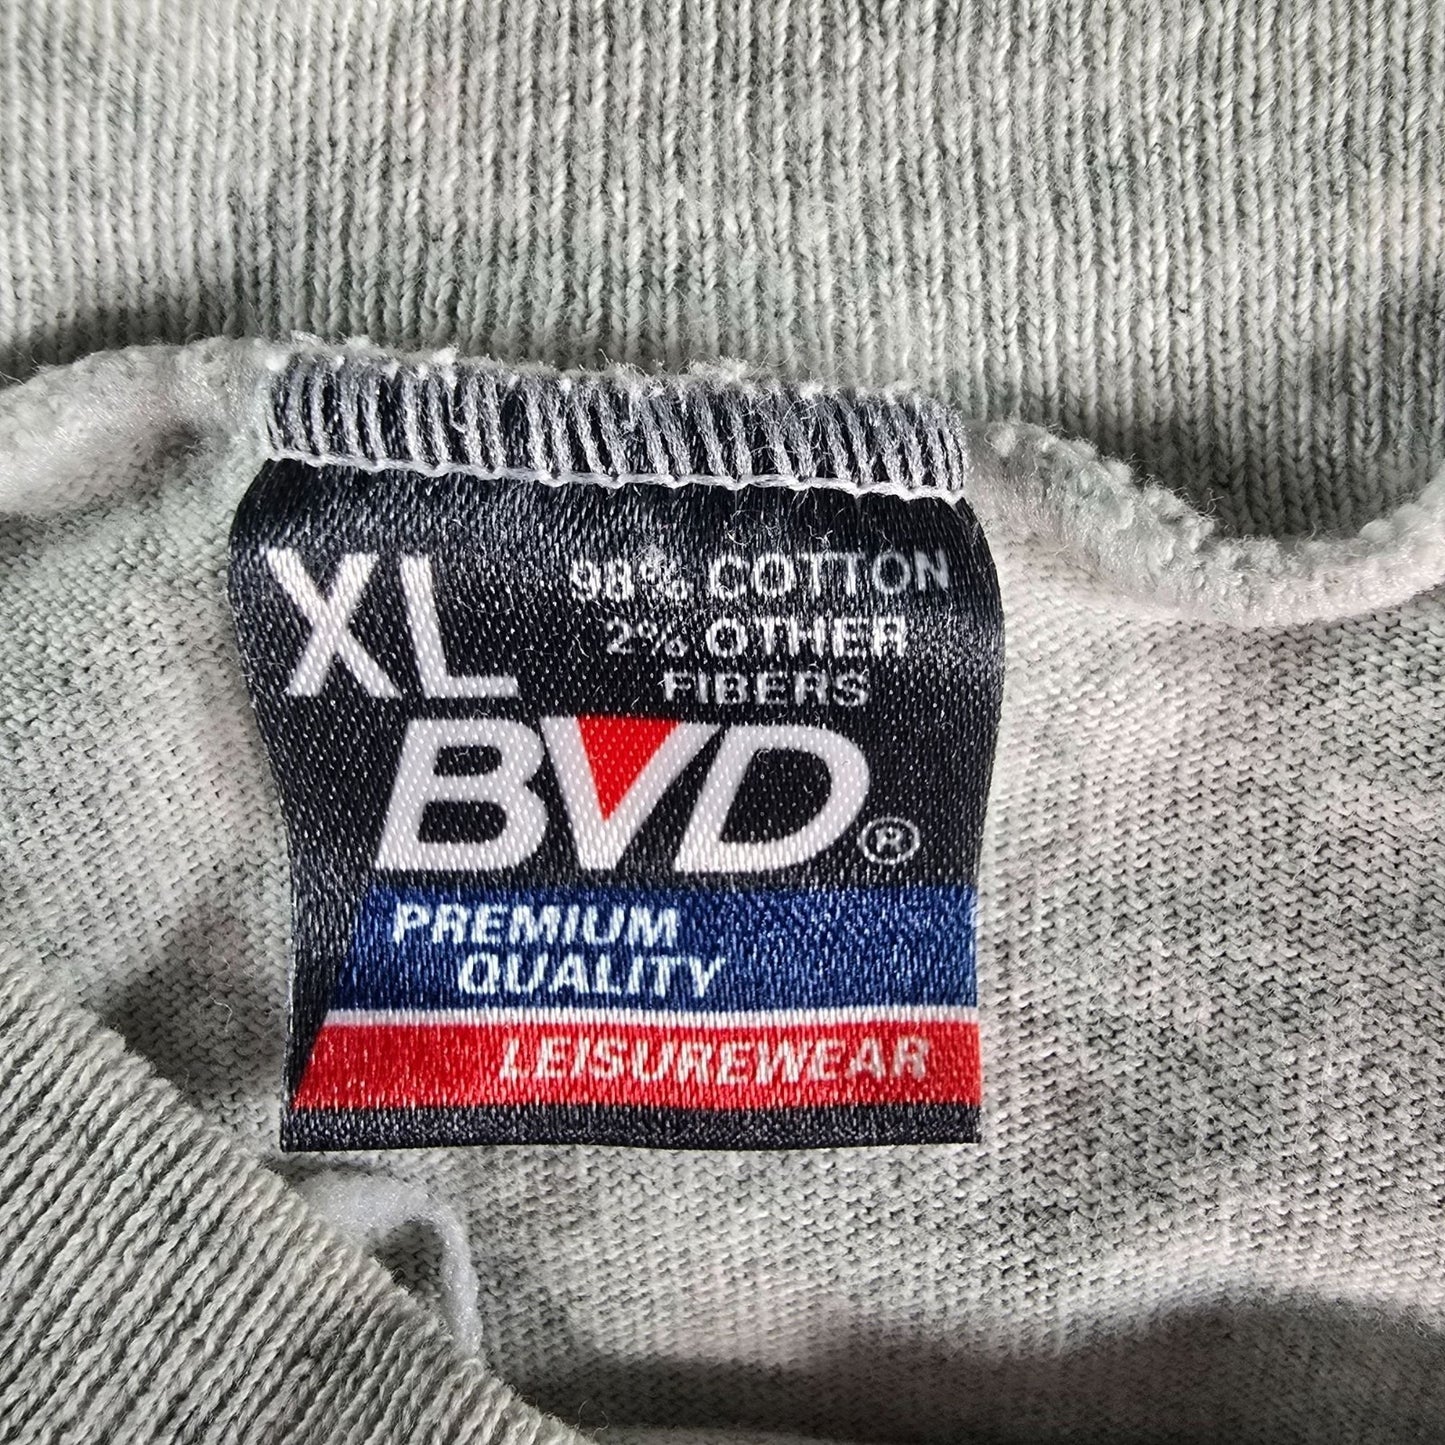 XL
98% COTTON
2% OTHER
FIBERS
BVD®
PREMIUM
QUALITY
LEISUREWEAR